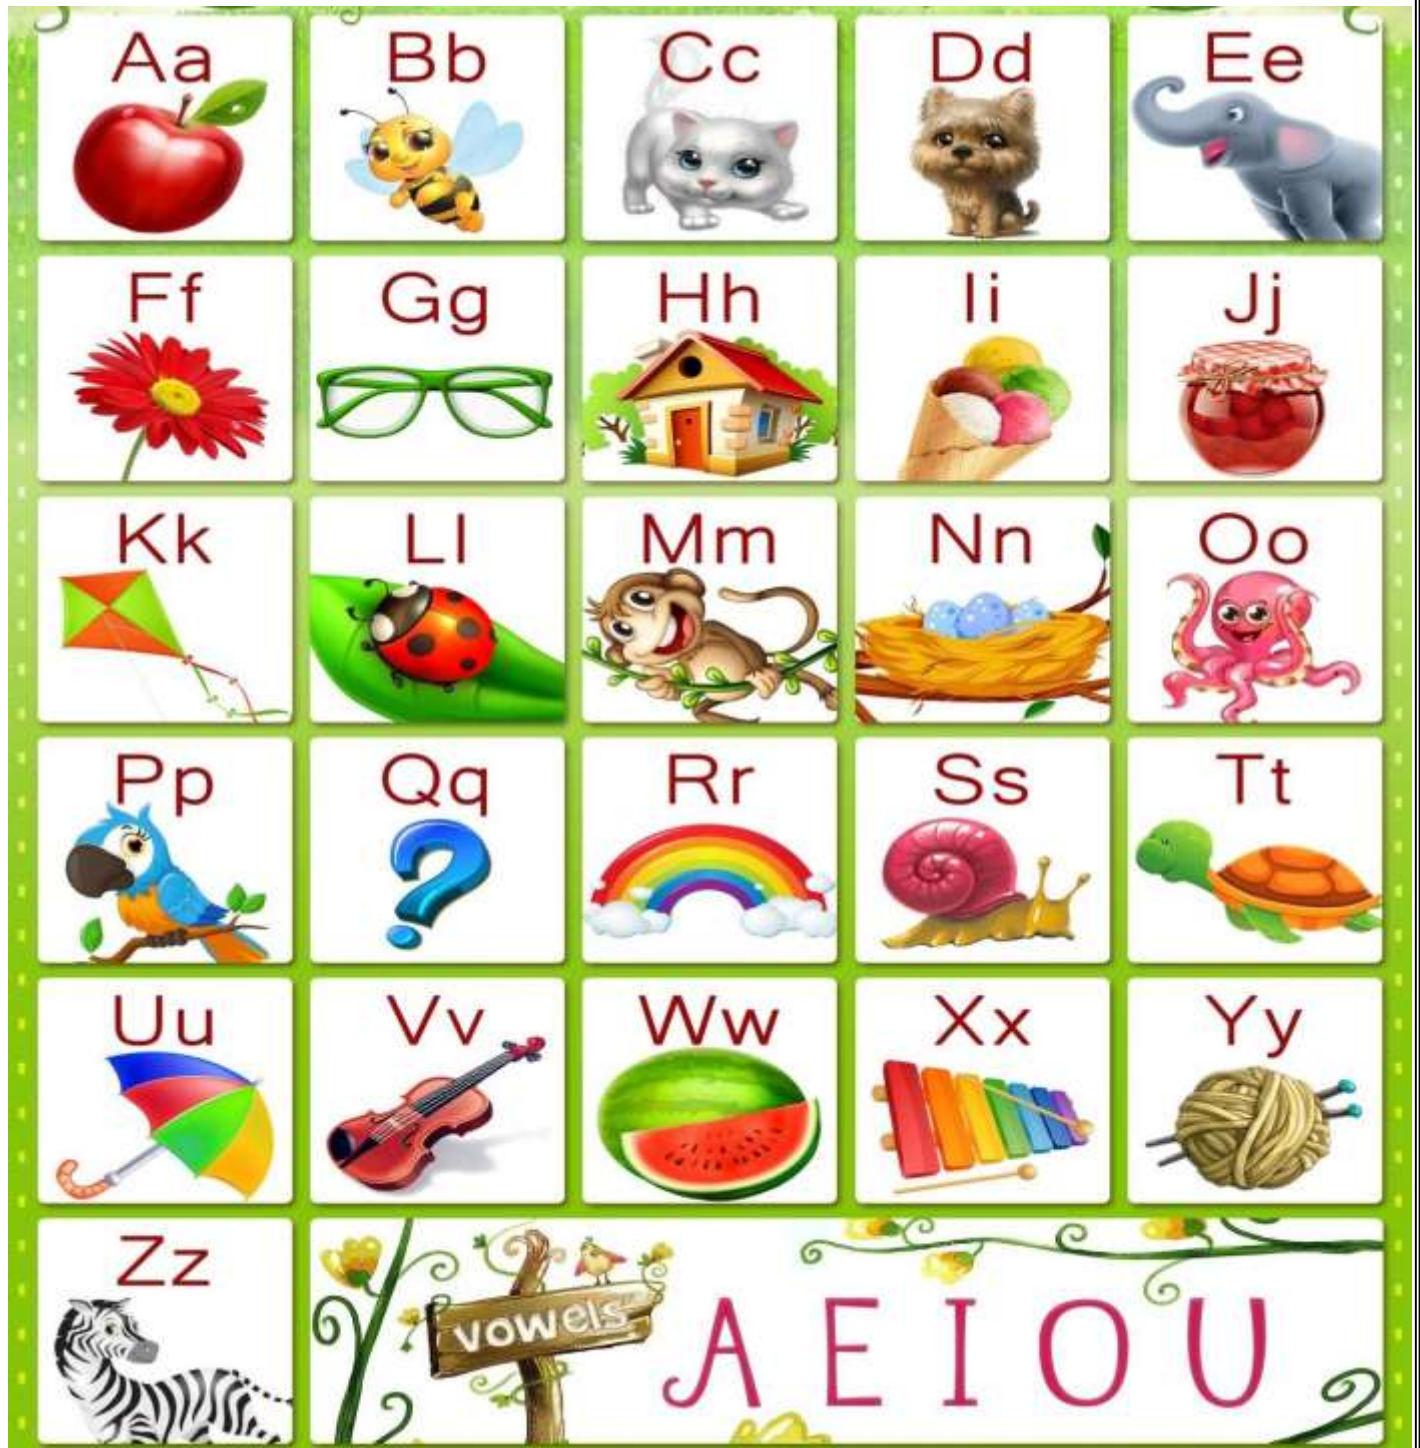 Aa Bb Cc Dd Ee
Ff Gg Hh Ii Jj
Kk Ll Mm Nn Oo
Pp Qq Rr Ss Tt
Uu Vv Ww Xx Yy
Zz
vowels A E I O U